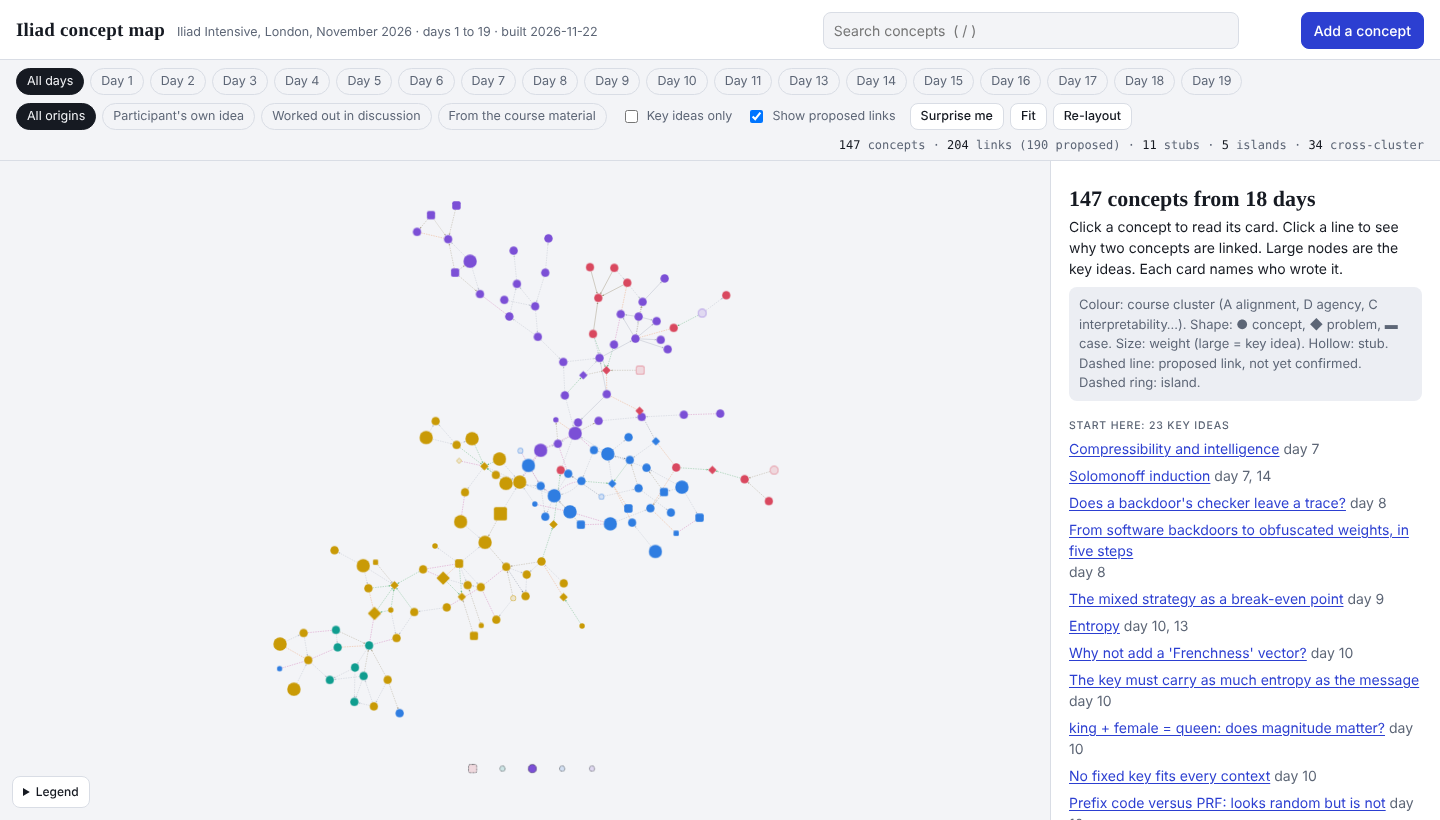 Iliad concept map Iliad Intensive, London, November 2026 · days 1 to 19 · built 2026-11-22 Search concepts ( / ) Add a concept
All days Day 1 Day 2 Day 3 Day 4 Day 5 Day 6 Day 7 Day 8 Day 9 Day 10 Day 11 Day 13 Day 14 Day 15 Day 16 Day 17 Day 18 Day 19
All origins Participant's own idea Worked out in discussion From the course material Key ideas only Show proposed links Surprise me Fit Re-layout
147 concepts · 204 links (190 proposed) · 11 stubs · 5 islands · 34 cross-cluster
147 concepts from 18 days
Click a concept to read its card. Click a line to see
why two concepts are linked. Large nodes are the
key ideas. Each card names who wrote it.
Colour: course cluster (A alignment, D agency, C
interpretability...). Shape: ● concept, ◆ problem, ▬
case. Size: weight (large = key idea). Hollow: stub.
Dashed line: proposed link, not yet confirmed.
Dashed ring: island.
START HERE: 23 KEY IDEAS
Compressibility and intelligence day 7
Solomonoff induction day 7, 14
Does a backdoor's checker leave a trace? day 8
From software backdoors to obfuscated weights, in
five steps
day 8
The mixed strategy as a break-even point day 9
Entropy day 10, 13
Why not add a 'Frenchness' vector? day 10
The key must carry as much entropy as the message
day 10
king + female = queen: does magnitude matter? day
10
No fixed key fits every context day 10
Prefix code versus PRF: looks random but is not day
▶ Legend